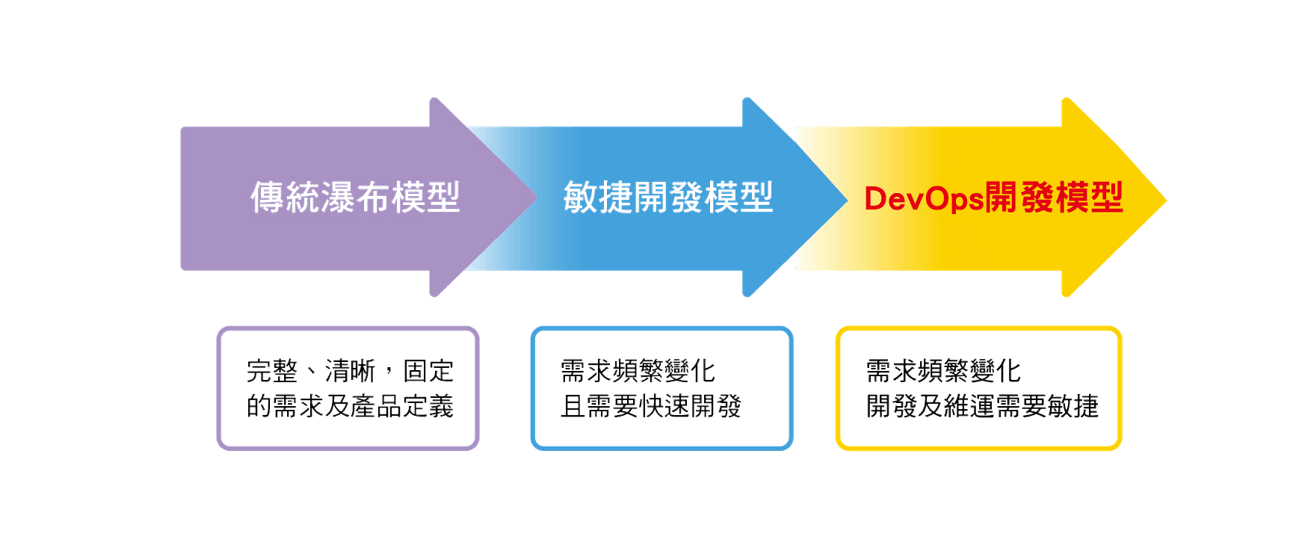 傳統瀑布模型
敏捷開發模型
DevOps開發模型
完整、清晰,固定
的需求及產品定義
需求頻繁變化
且需要快速開發
需求頻繁變化
開發及維運需要敏捷